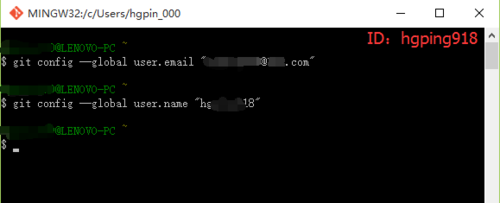 MINGW32:/c/Users/hgpin_000
ID: hgping918
@LENOVO-PC ~
$ git config --global user.email ".com"
@LENOVO-PC ~
$ git config --global user.name "hg18"
@LENOVO-PC ~
$